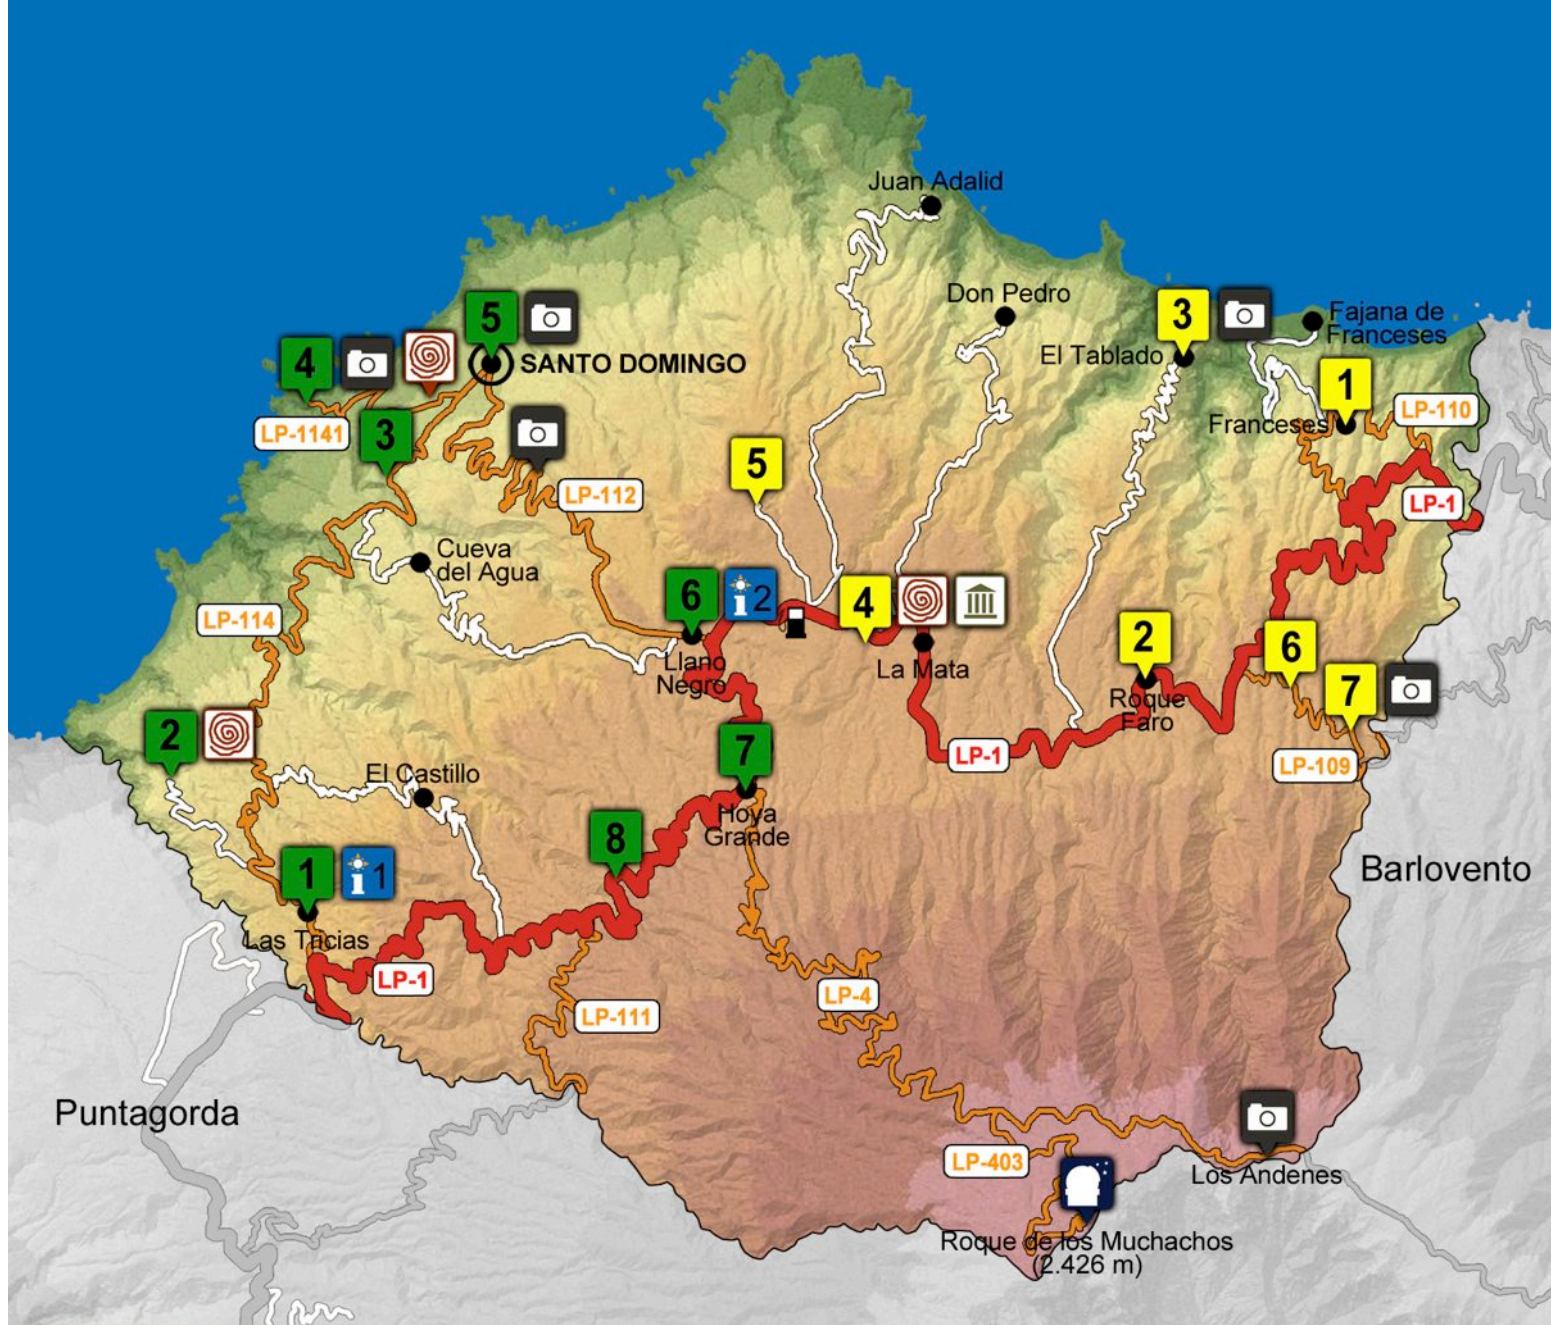 Juan Adalid
Don Pedro
3
Fajana de
Franceses
El Tablado
5
SANTO DOMINGO
4
1
LP-110
LP-1141
3
Franceses
5
LP-112
LP-1
Cueva
del Agua
6
i2
4
LP-114
Llano
Negro
La Mata
2
6
Roque
Faro
7
2
7
LP-1
LP-109
El Castillo
Hoya
Grande
8
1
i1
Barlovento
Las Tricias
LP-1
LP-4
LP-111
Puntagorda
LP-403
Los Andenes
Roque de los Muchachos
(2.426 m)